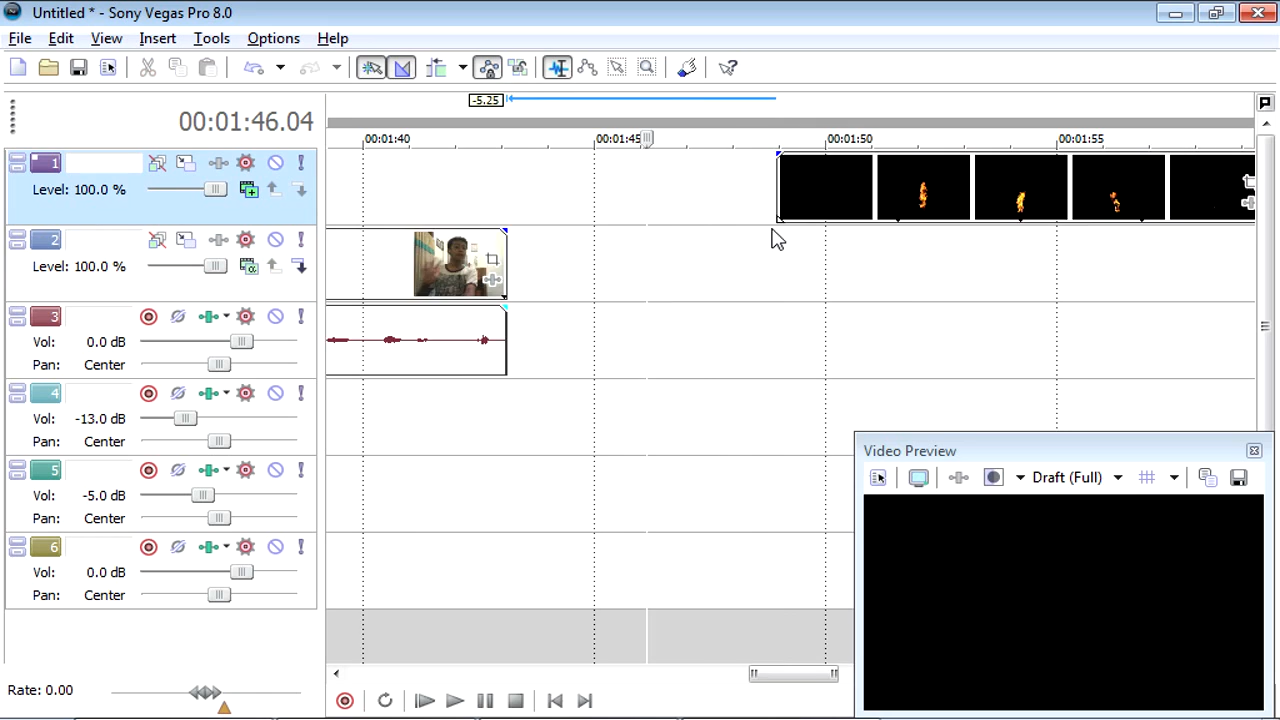 Untitled * - Sony Vegas Pro 8.0
File Edit View Insert Tools Options Help
-5.25
00:01:46.04
00:01:40 00:01:45 00:01:50 00:01:55
1
Level: 100.0 %
2
Level: 100.0 %
3
Vol: 0.0 dB
Pan: Center
4
Vol: -13.0 dB
Pan: Center
5
Vol: -5.0 dB
Pan: Center
6
Vol: 0.0 dB
Pan: Center
Video Preview
Draft (Full)
Rate: 0.00